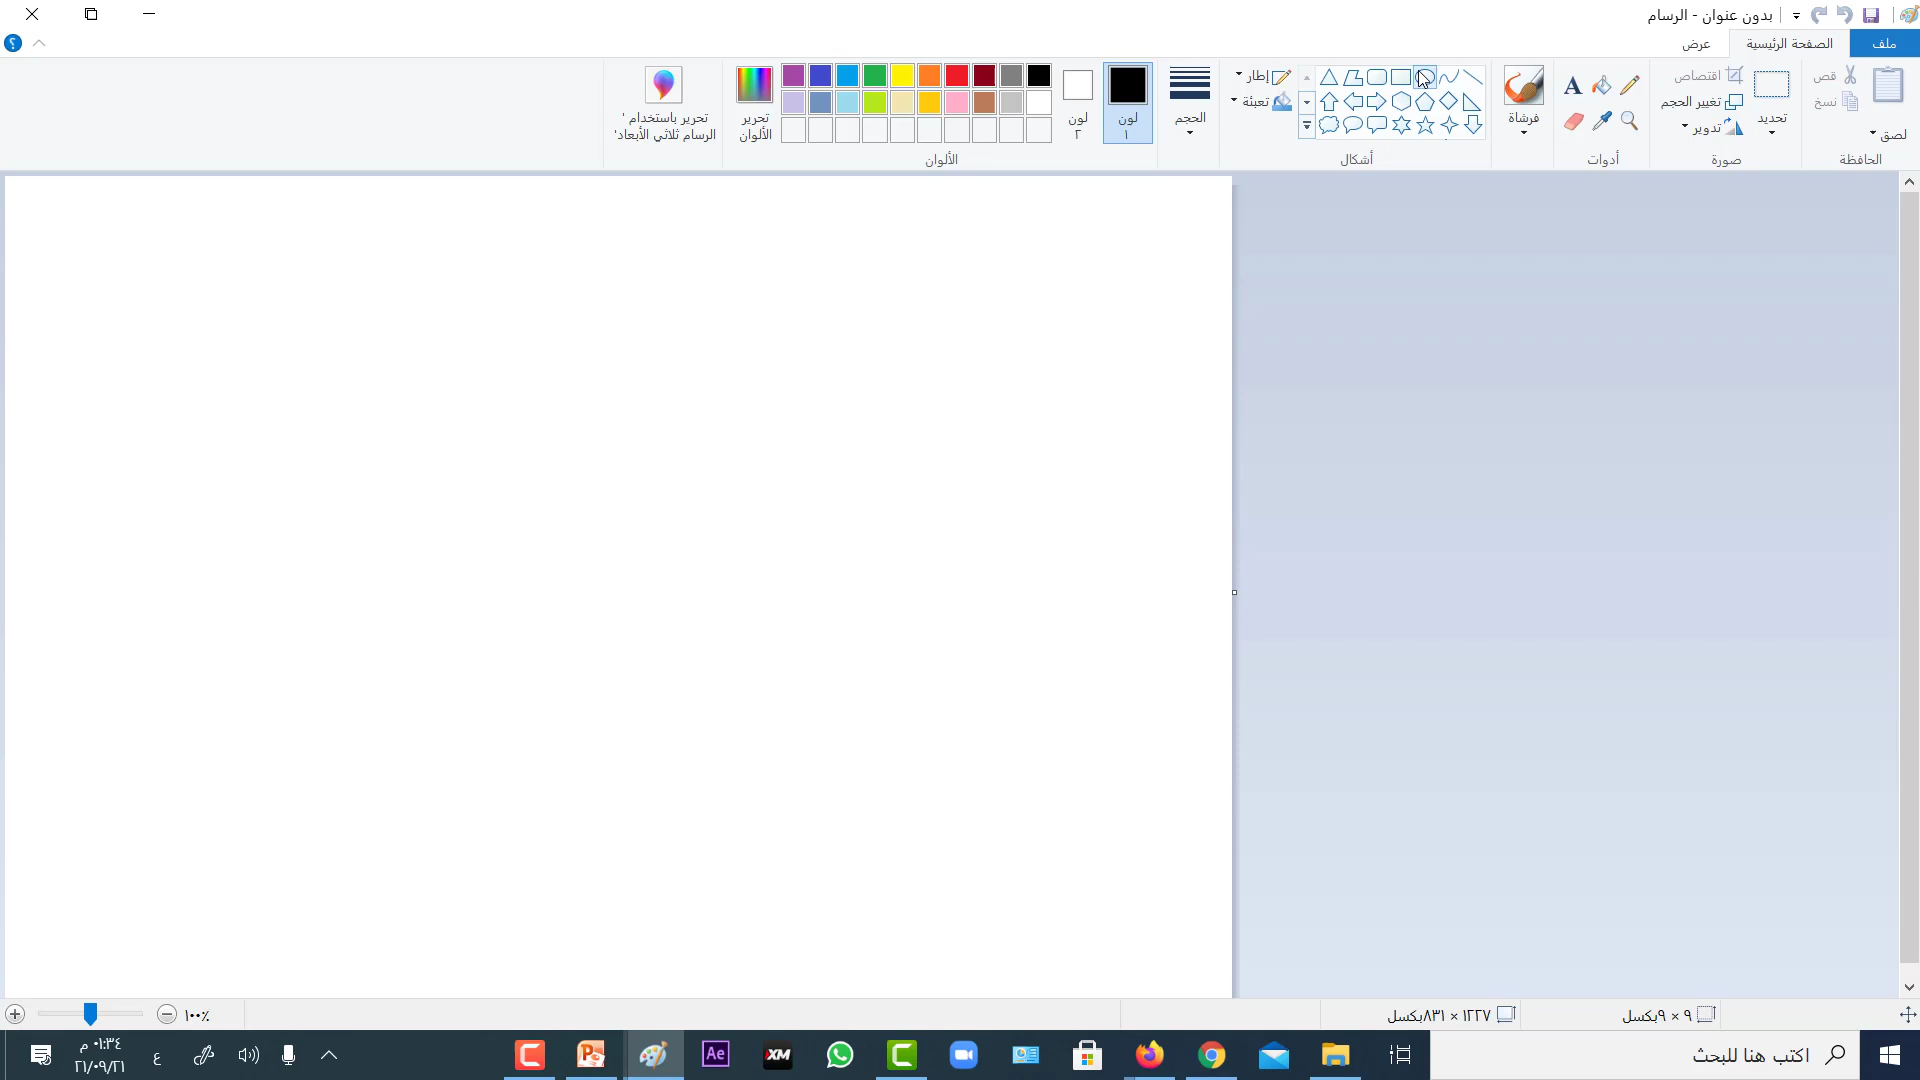 بدون عنوان - الرسام
ملف
الصفحة الرئيسية
عرض
لصق
قص
نسخ
الحافظة
تحديد
اقتصاص
تغيير الحجم
تدوير
صورة
A
أدوات
فرشاة
أشكال
إطار
تعبئة
الحجم
لون
١
لون
٢
تحرير
الألوان
الألوان
تحرير باستخدام '
الرسام ثلاثي الأبعاد'
٩ × ٩بكسل
١٢٢٧ × ٨٣١بكسل
١٠٠٪
اكتب هنا للبحث
Ae
XM
ع
٠١:٣٤ م
٢١/٠٩/٢١